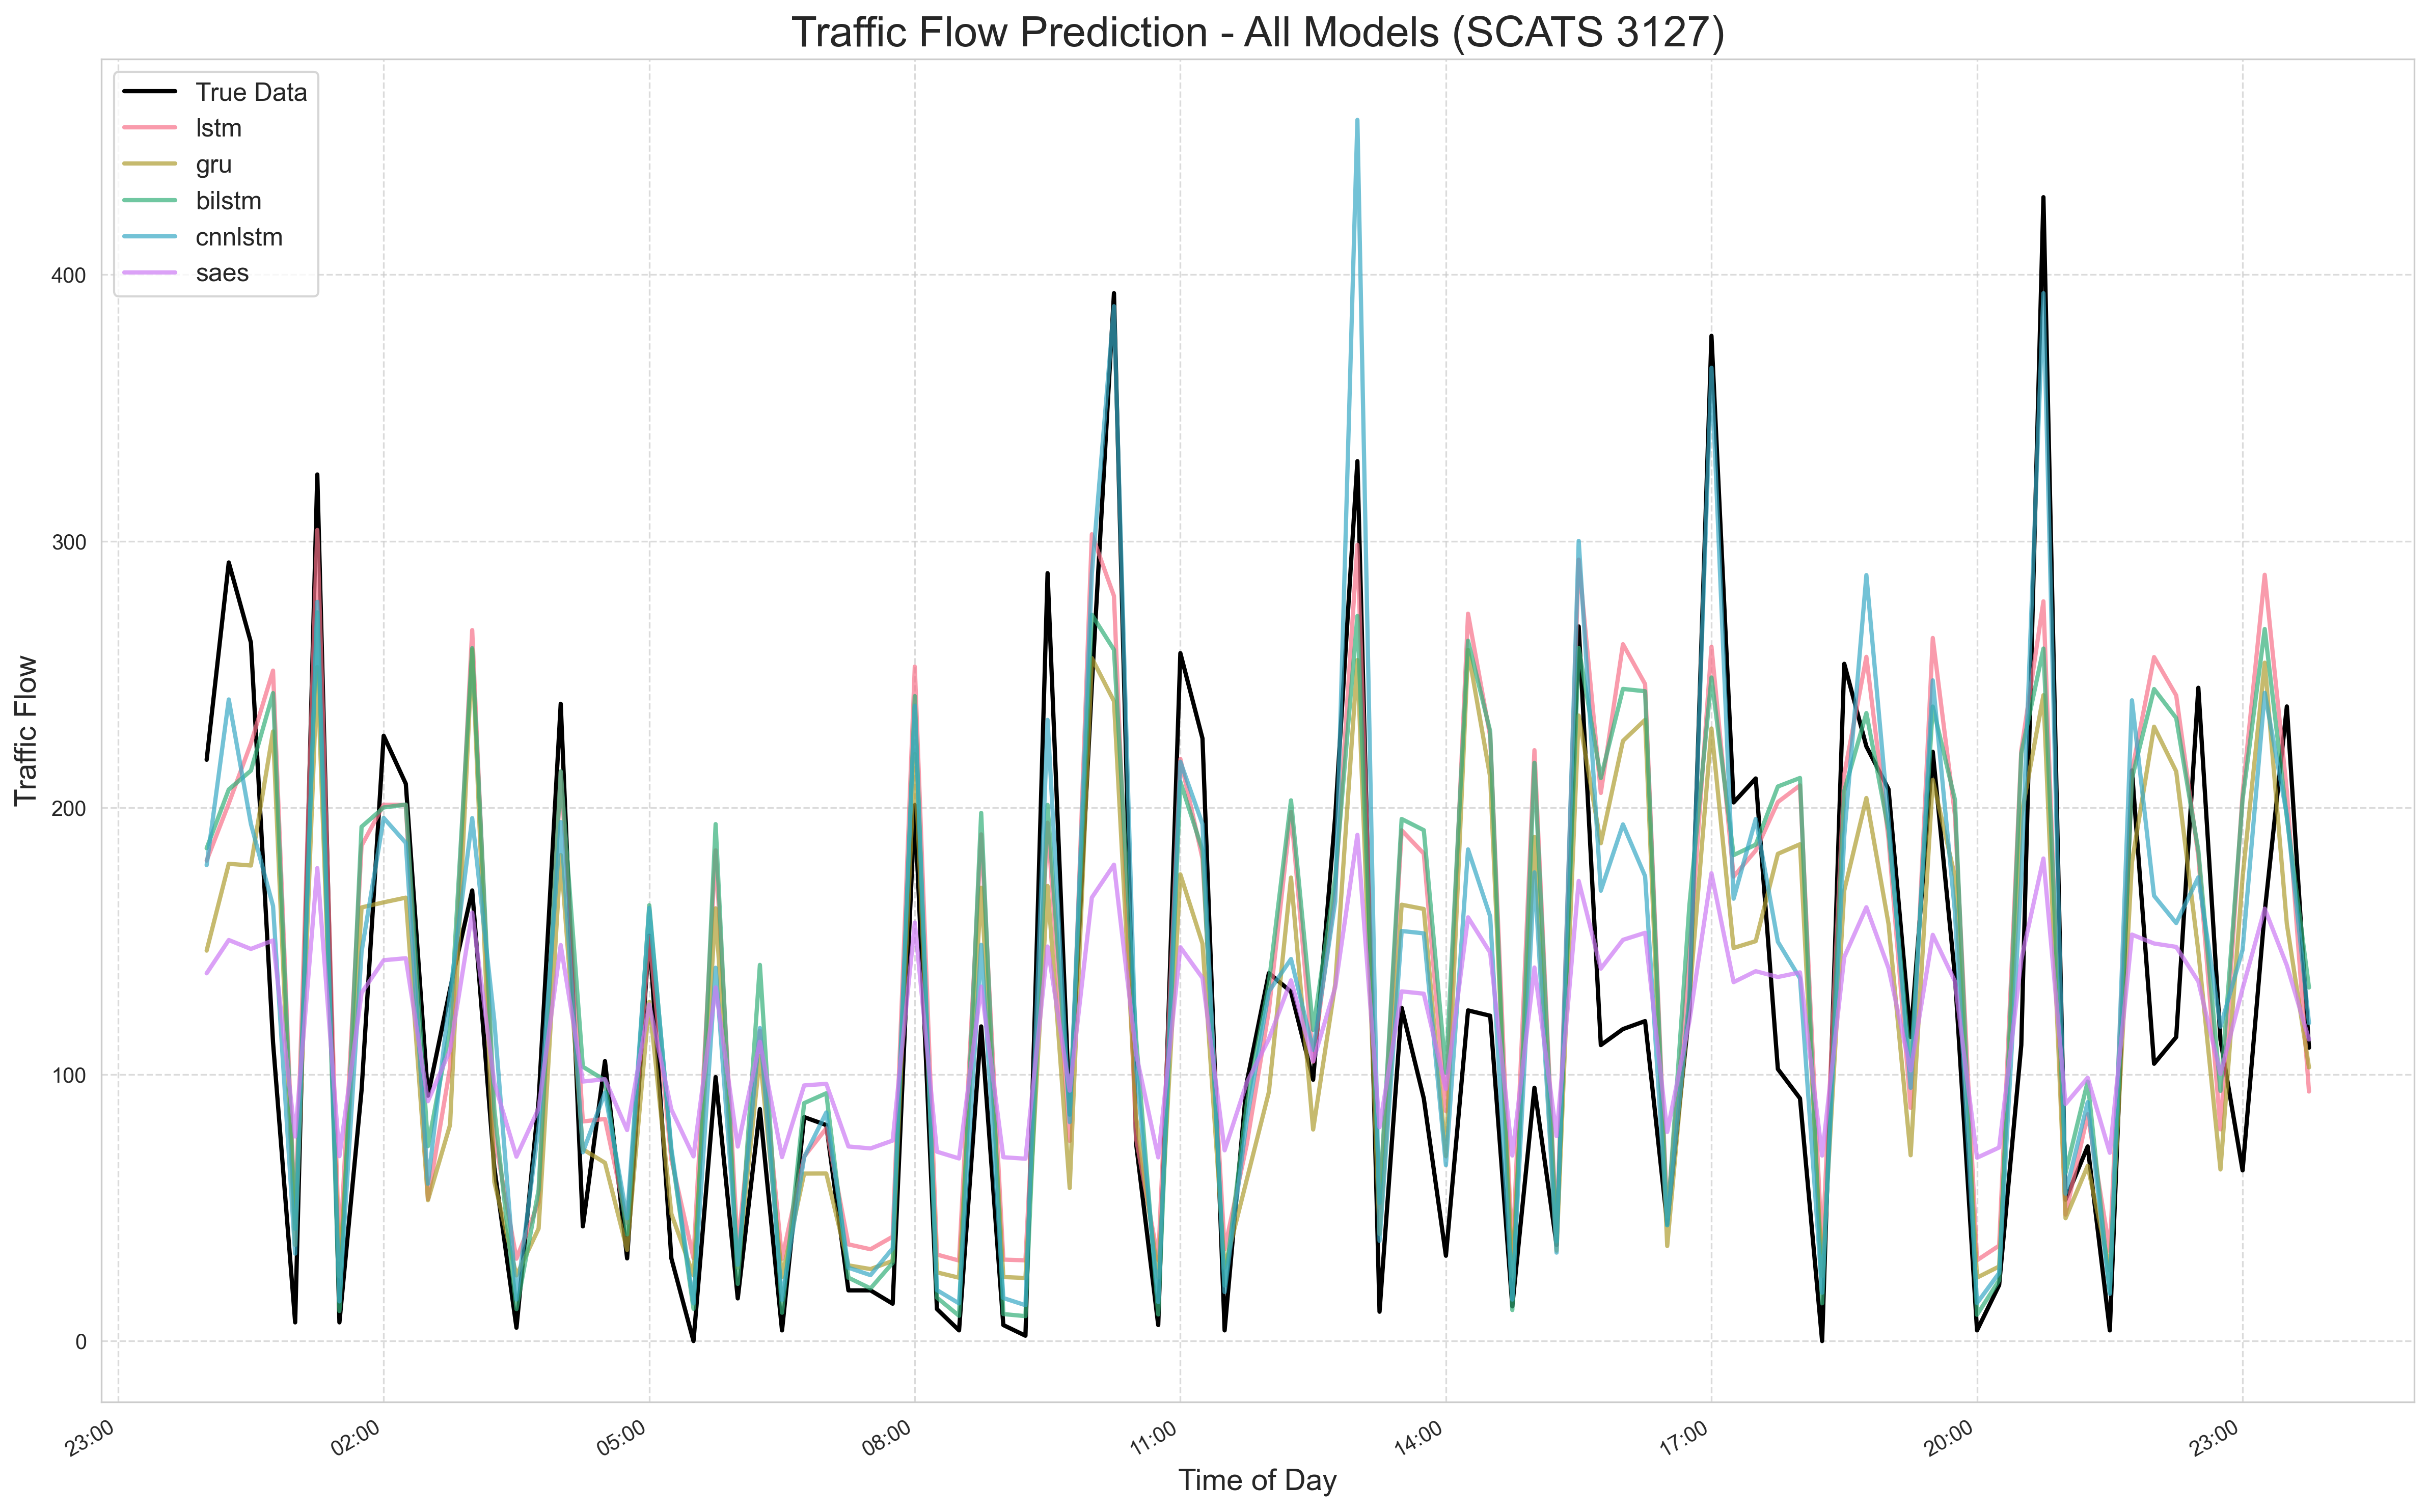 Traffic Flow Prediction - All Models (SCATS 3127)
True Data
lstm
gru
bilstm
cnnlstm
saes
Traffic Flow
400
300
200
100
0
23:00
02:00
05:00
08:00
11:00
14:00
17:00
20:00
23:00
Time of Day